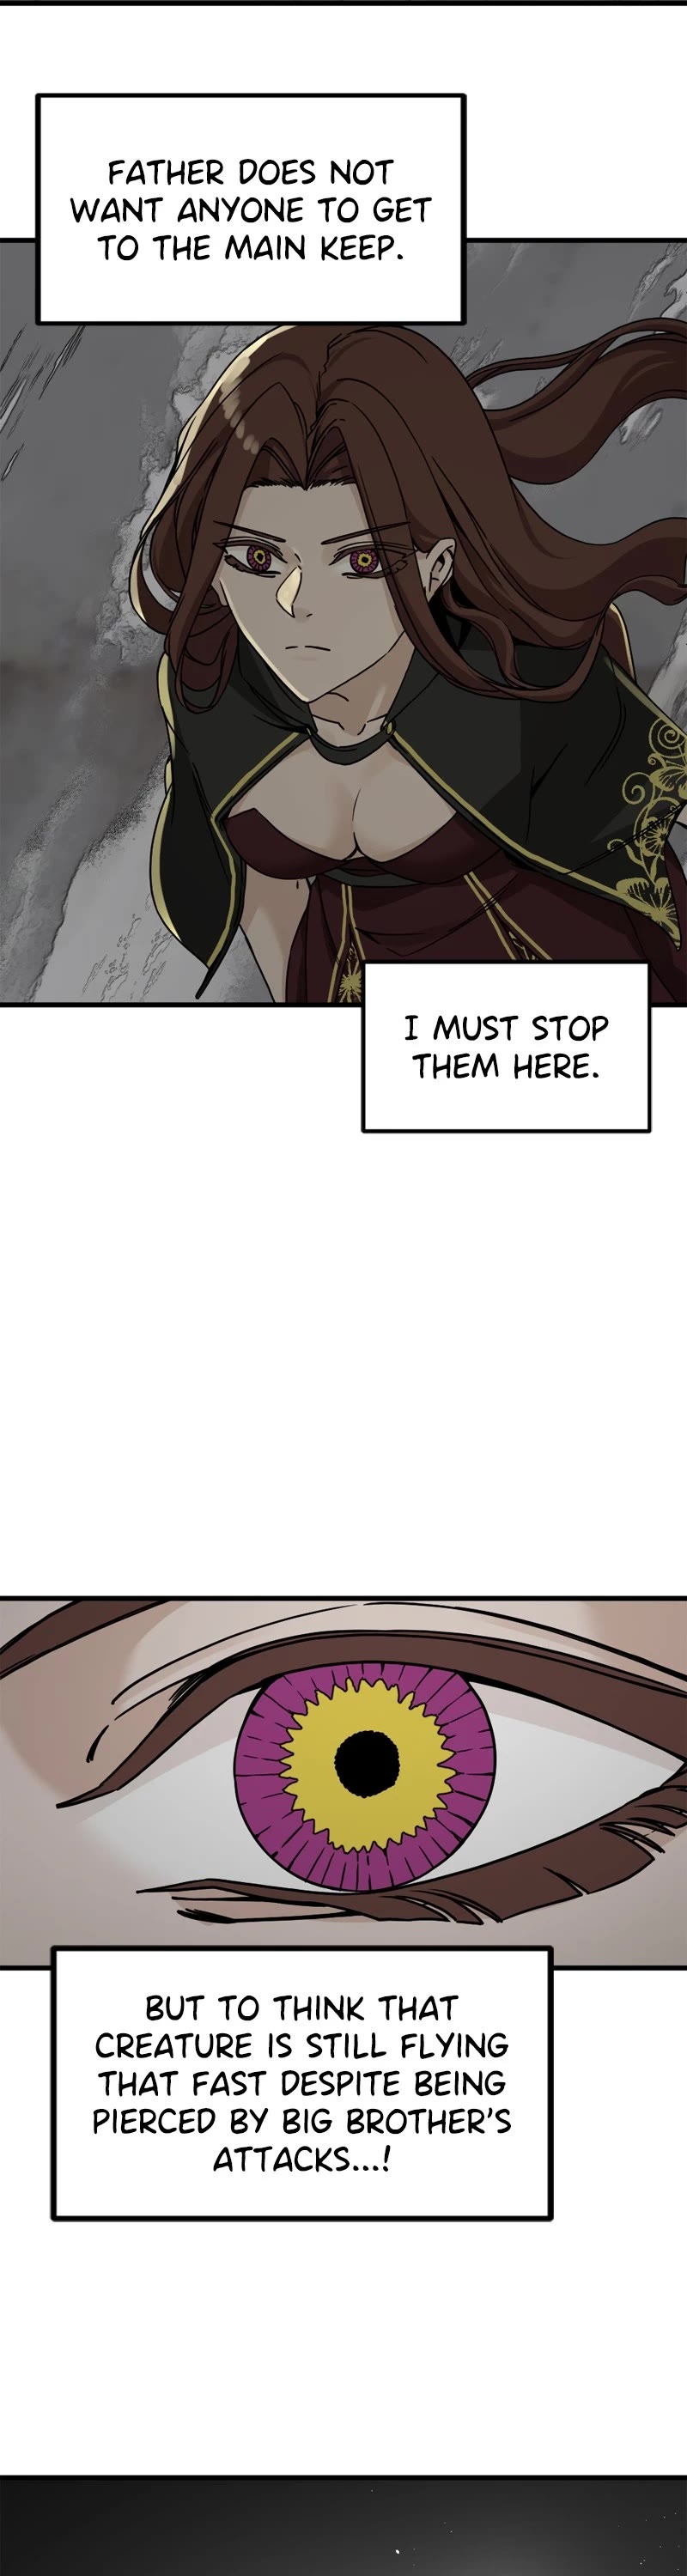 FATHER DOES NOT
WANT ANYONE TO GET
TO THE MAIN KEEP.
I MUST STOP
THEM HERE.
BUT TO THINK THAT
CREATURE IS STILL FLYING
THAT FAST DESPITE BEING
PIERCED BY BIG BROTHER'S
ATTACKS...!